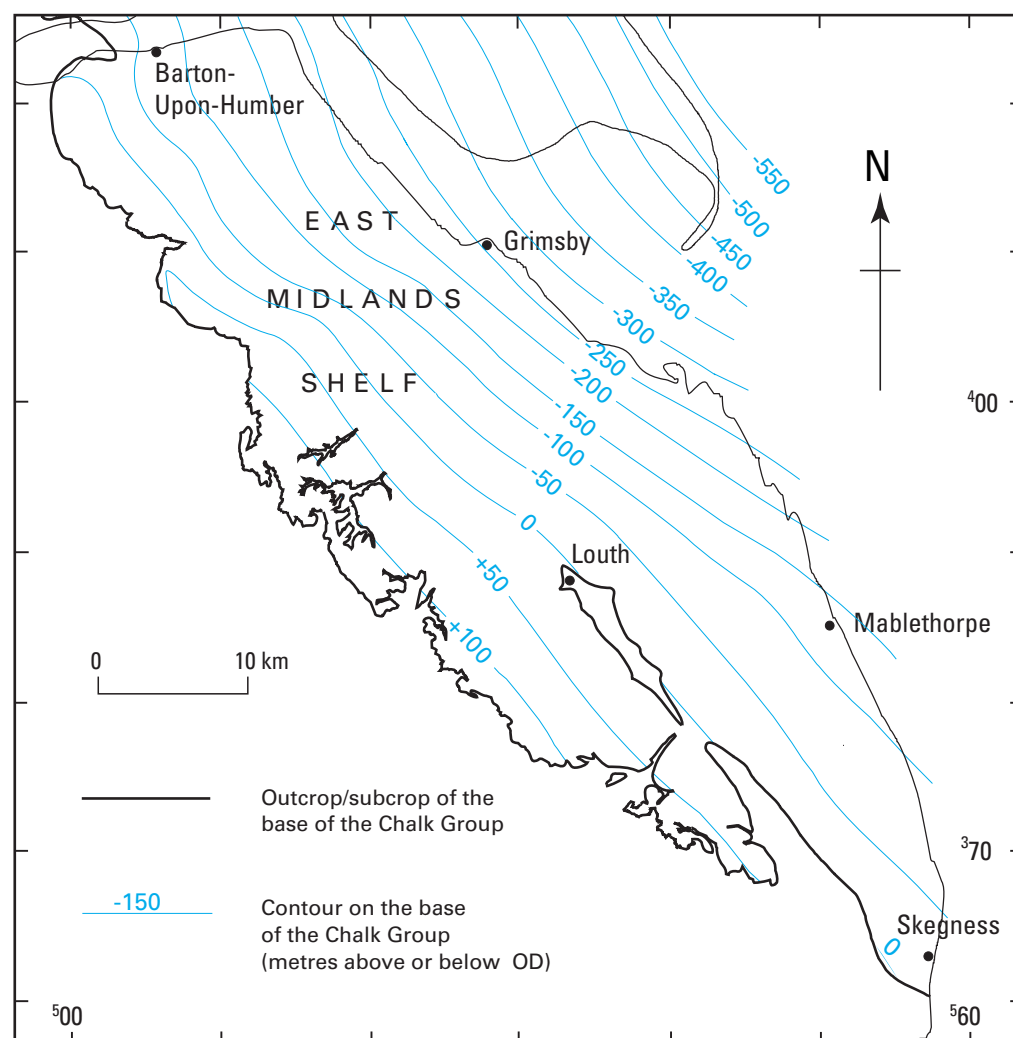 Barton-
Upon-Humber
N
-550
-500
EAST
Grimsby
-450
-400
MIDLANDS
-350
-300
-250
SHELF
-200
⁴00
-150
-100
-50
0
Louth
+50
Mablethorpe
+100
0 10 km
Outcrop/subcrop of the
base of the Chalk Group
³70
-150
Contour on the base
of the Chalk Group
(metres above or below OD)
Skegness
0
⁵00
⁵60